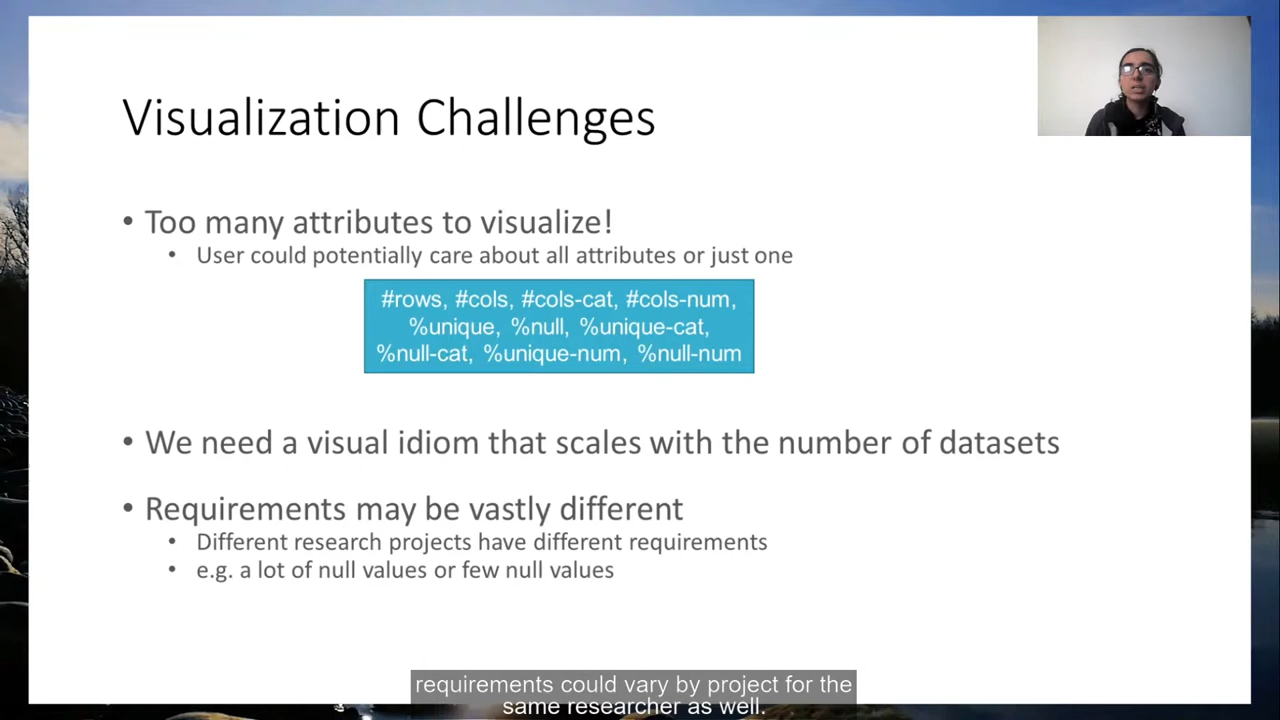 Visualization Challenges
• Too many attributes to visualize!
• User could potentially care about all attributes or just one
#rows, #cols, #cols-cat, #cols-num,
%unique, %null, %unique-cat,
%null-cat, %unique-num, %null-num
• We need a visual idiom that scales with the number of datasets
• Requirements may be vastly different
• Different research projects have different requirements
• e.g. a lot of null values or few null values
requirements could vary by project for the
same researcher as well.